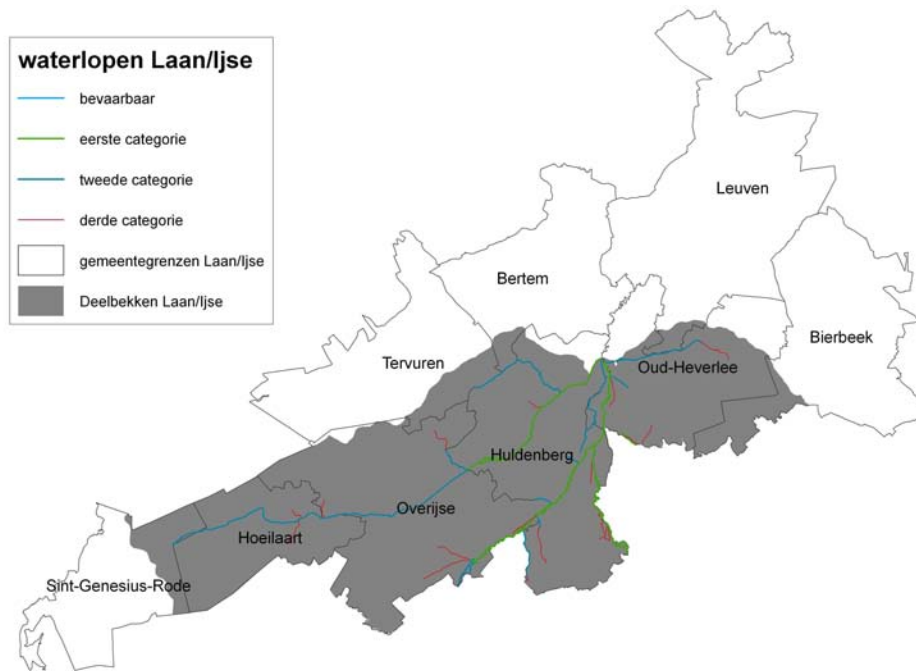 waterlopen Laan/Ijse
bevaarbaar
eerste categorie
tweede categorie
derde categorie
gemeentegrenzen Laan/Ijse
Deelbekken Laan/Ijse
Leuven
Bertem
Bierbeek
Tervuren
Oud-Heverlee
Huldenberg
Overijse
Hoeilaart
Sint-Genesius-Rode